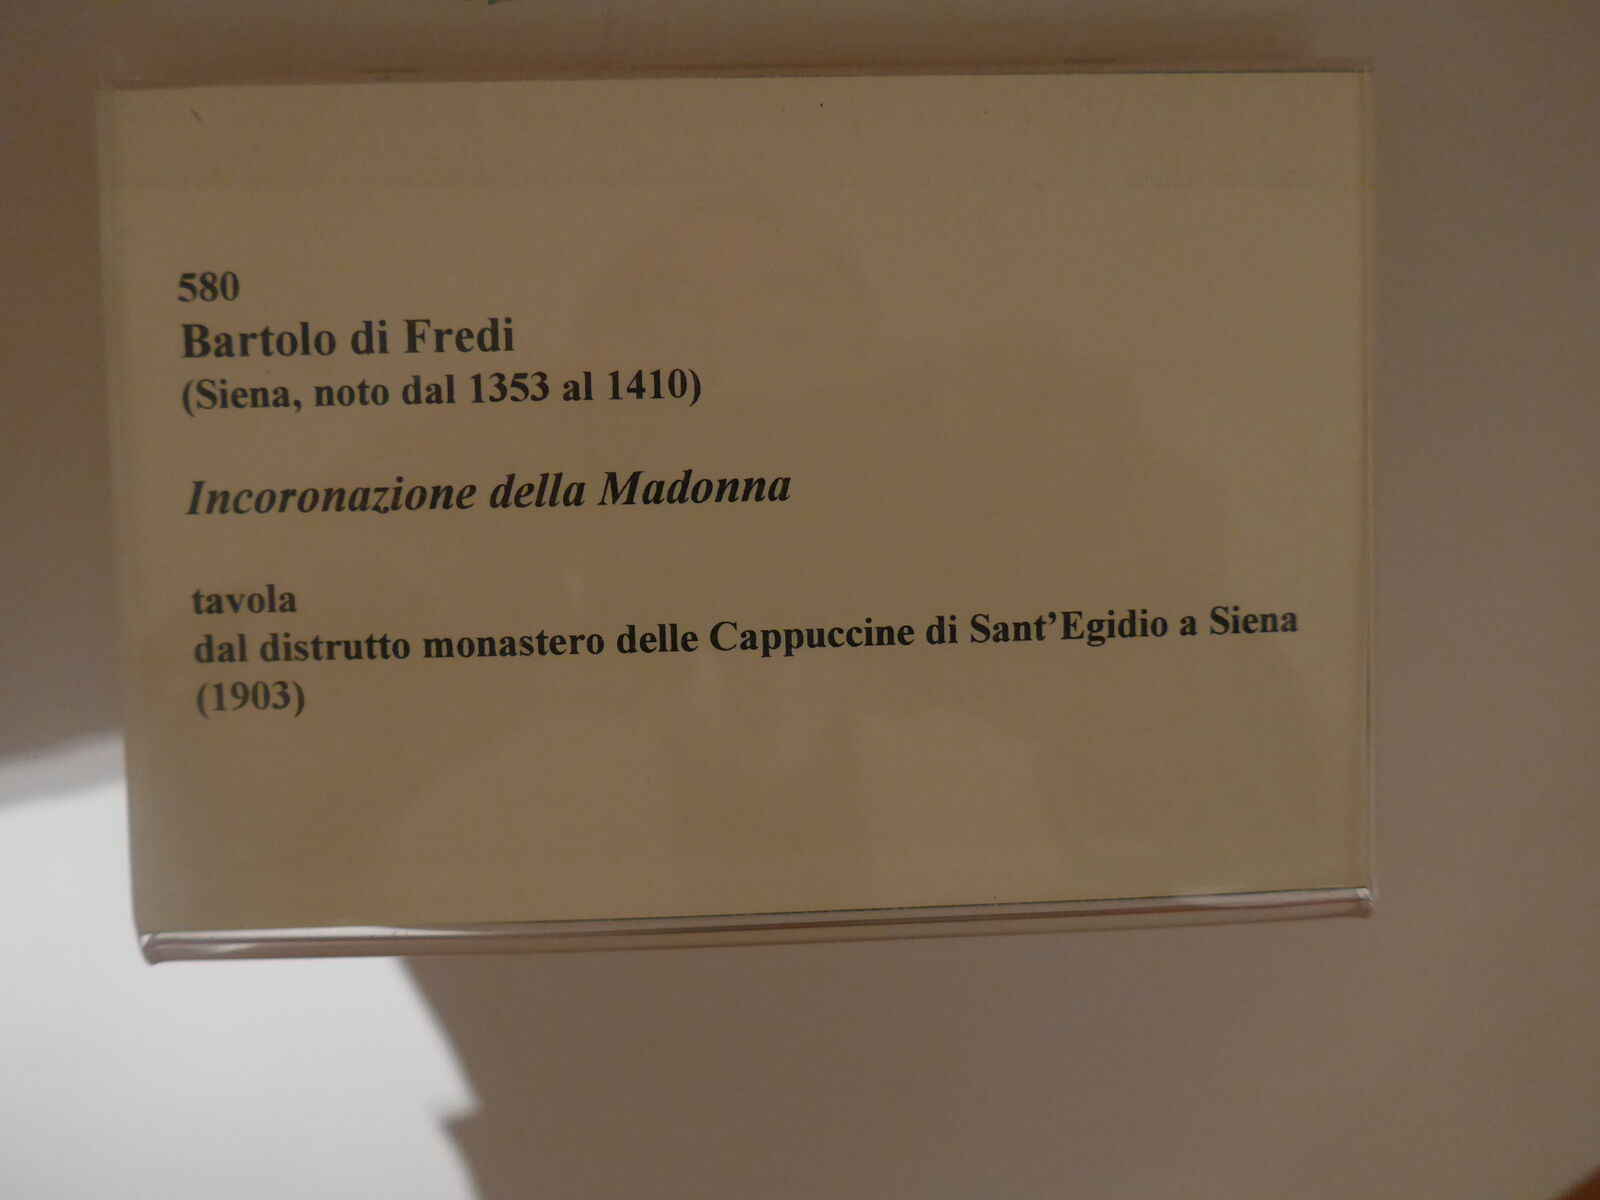 580
Bartolo di Fredi
(Siena, noto dal 1353 al 1410)
Incoronazione della Madonna
tavola
dal distrutto monastero delle Cappuccine di Sant’Egidio a Siena
(1903)